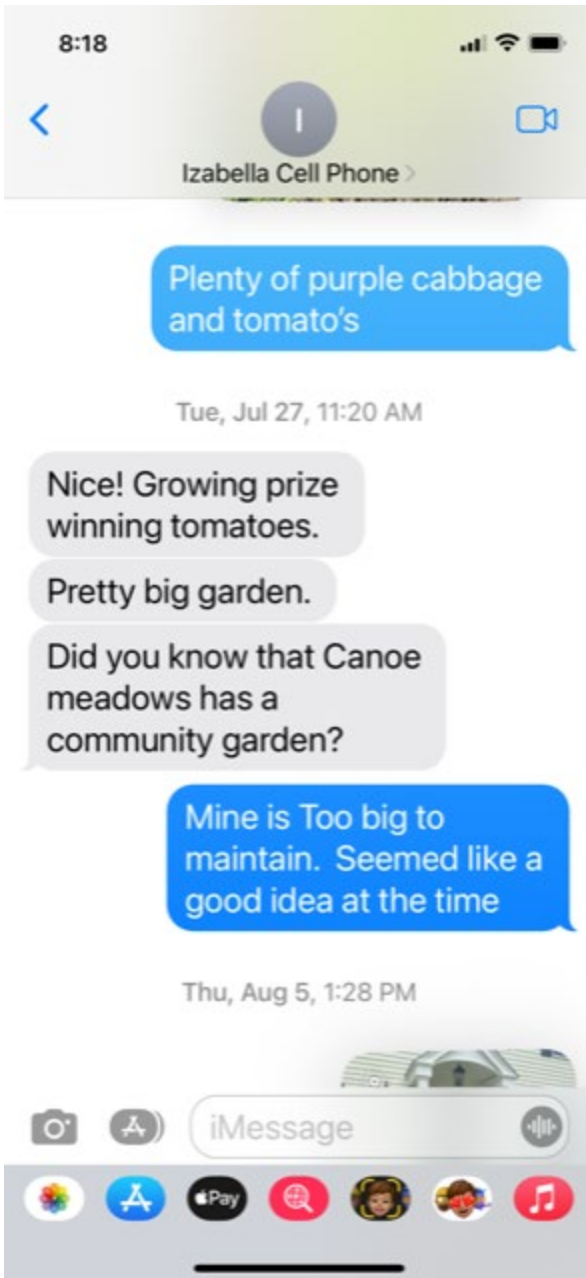 8:18
I
Izabella Cell Phone
Plenty of purple cabbage
and tomato's
Tue, Jul 27, 11:20 AM
Nice! Growing prize
winning tomatoes.
Pretty big garden.
Did you know that Canoe
meadows has a
community garden?
Mine is Too big to
maintain.  Seemed like a
good idea at the time
Thu, Aug 5, 1:28 PM
iMessage
Pay